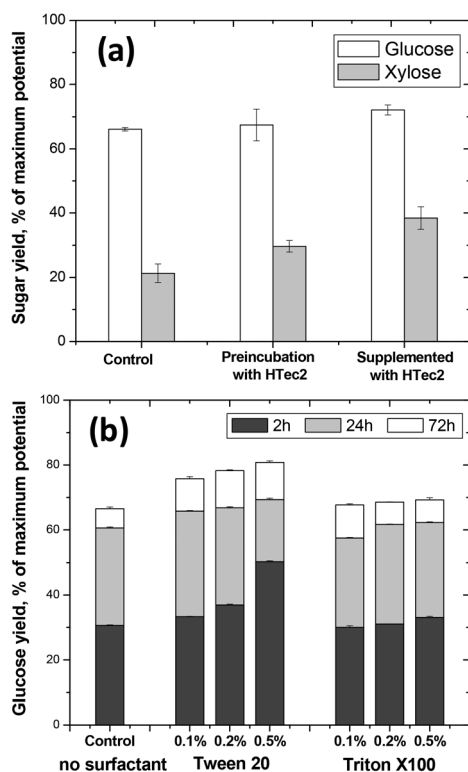 (a)
Glucose
Xylose
Sugar yield, % of maximum potential
100
80
60
40
20
0
Control
Preincubation
with HTec2
Supplemented
with HTec2
(b)
2h
24h
72h
Glucose yield, % of maximum potential
100
80
60
40
20
0
Control
0.1% 0.2% 0.5%
0.1% 0.2% 0.5%
no surfactant
Tween 20
Triton X100